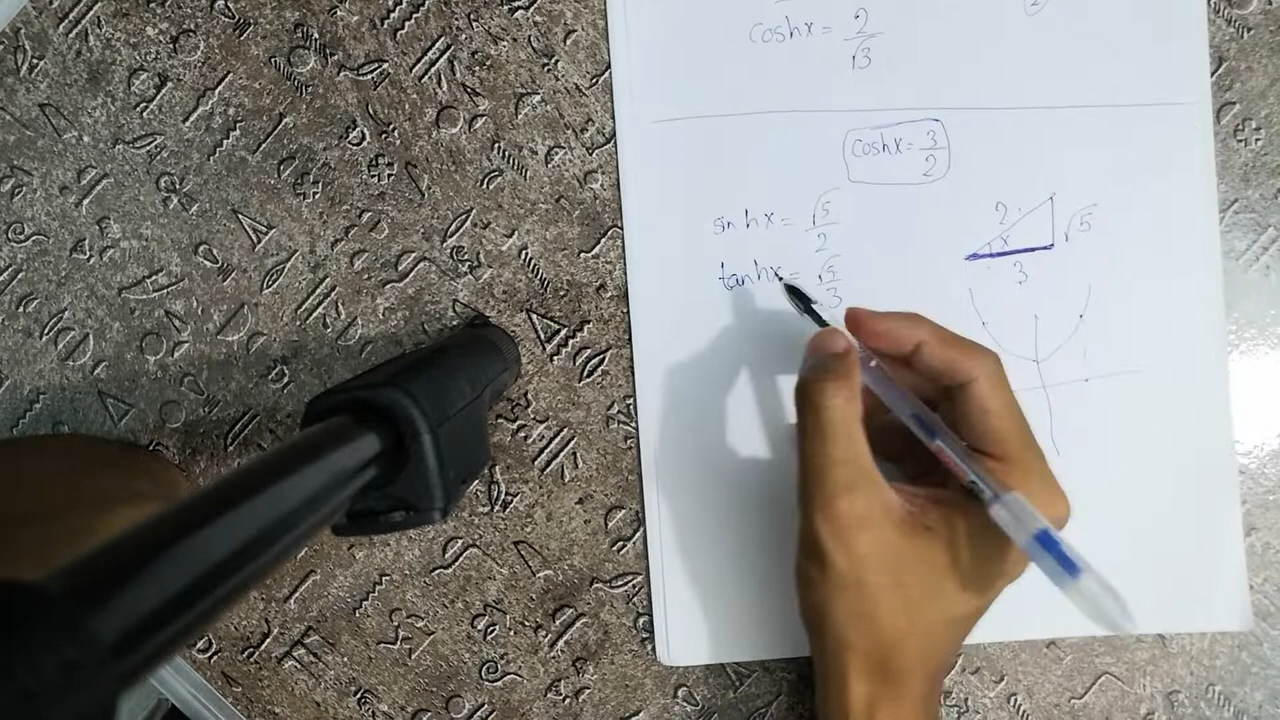 coshx = 2/√3
coshx = 3/2
sinhx = √5/2
tanhx = √5/3
2
x
√5
3